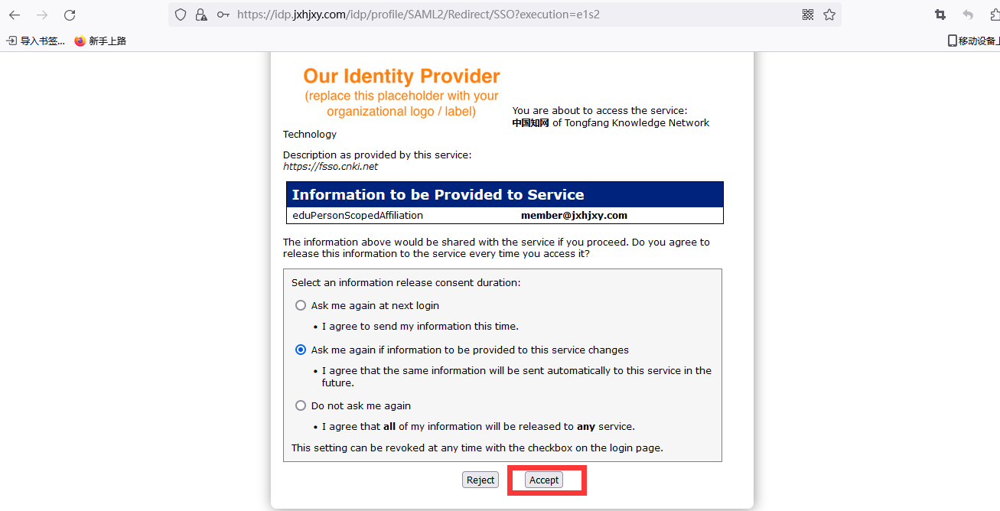 https://idp.jxhjxy.com/idp/profile/SAML2/Redirect/SSO?execution=e1s2
导入书签...
新手上路
移动设备上
Our Identity Provider
(replace this placeholder with your
organizational logo / label)
You are about to access the service:
中国知网 of Tongfang Knowledge Network
Technology
Description as provided by this service:
https://fsso.cnki.net
Information to be Provided to Service
eduPersonScopedAffiliation member@jxhjxy.com
The information above would be shared with the service if you proceed. Do you agree to
release this information to the service every time you access it?
Select an information release consent duration:
Ask me again at next login
• I agree to send my information this time.
Ask me again if information to be provided to this service changes
• I agree that the same information will be sent automatically to this service in the
future.
Do not ask me again
• I agree that all of my information will be released to any service.
This setting can be revoked at any time with the checkbox on the login page.
Reject Accept